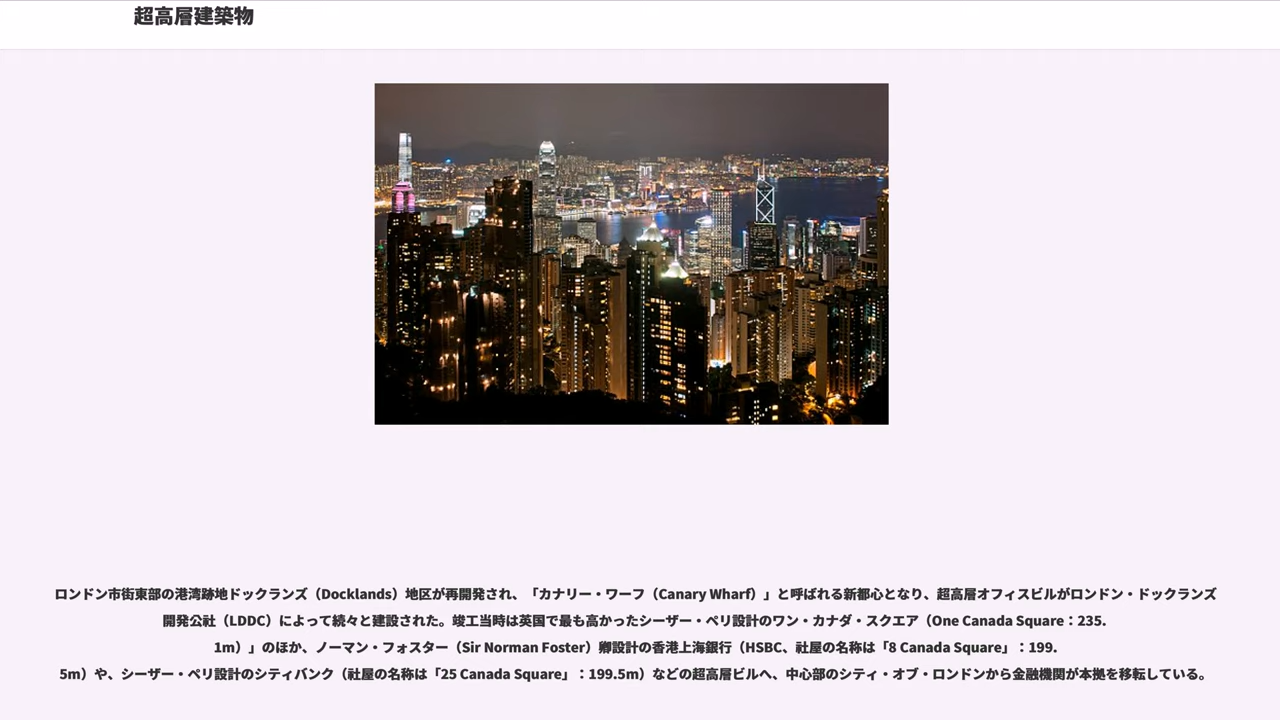 超高層建築物
ロンドン市街東部の港湾跡地ドックランズ（Docklands）地区が再開発され、「カナリー・ワーフ（Canary Wharf）」と呼ばれる新都心となり、超高層オフィスビルがロンドン・ドックランズ
開発公社（LDDC）によって続々と建設された。竣工当時は英国で最も高かったシーザー・ペリ設計のワン・カナダ・スクエア（One Canada Square：235.
1m）」のほか、ノーマン・フォスター（Sir Norman Foster）卿設計の香港上海銀行（HSBC、社屋の名称は「8 Canada Square」：199.
5m）や、シーザー・ペリ設計のシティバンク（社屋の名称は「25 Canada Square」：199.5m）などの超高層ビルへ、中心部のシティ・オブ・ロンドンから金融機関が本拠を移転している。